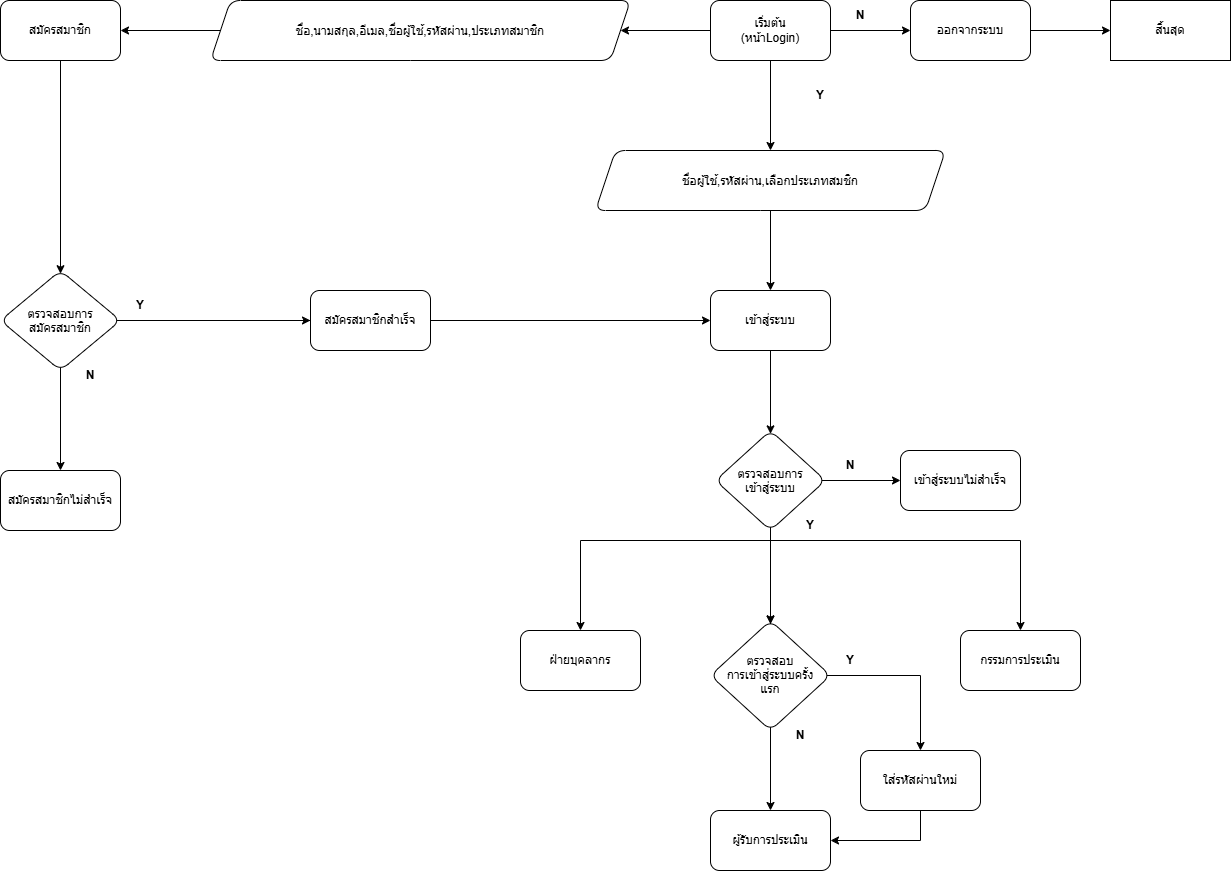 สมัครสมาชิก
ชื่อ,นามสกุล,อีเมล,ชื่อผู้ใช้,รหัสผ่าน,ประเภทสมาชิก
เริ่มต้น
(หน้าLogin)
N
ออกจากระบบ
สิ้นสุด
Y
ชื่อผู้ใช้,รหัสผ่าน,เลือกประเภทสมชิก
ตรวจสอบการ
สมัครสมาชิก
Y
สมัครสมาชิกสำเร็จ
เข้าสู่ระบบ
N
สมัครสมาชิกไม่สำเร็จ
ตรวจสอบการ
เข้าสู่ระบบ
N
เข้าสู่ระบบไม่สำเร็จ
Y
ฝ่ายบุคลากร
ตรวจสอบ
การเข้าสู่ระบบครั้ง
แรก
Y
กรรมการประเมิน
N
ใส่รหัสผ่านใหม่
ผู้รับการประเมิน